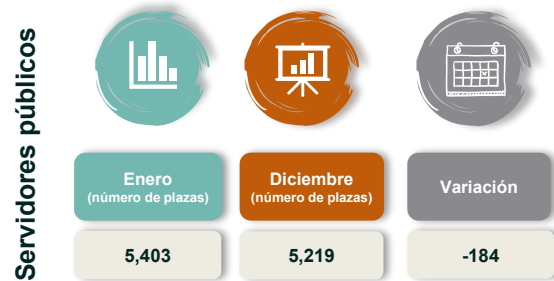 Servidores públicos
Enero
(número de plazas)
Diciembre
(número de plazas)
Variación
5,403
5,219
-184